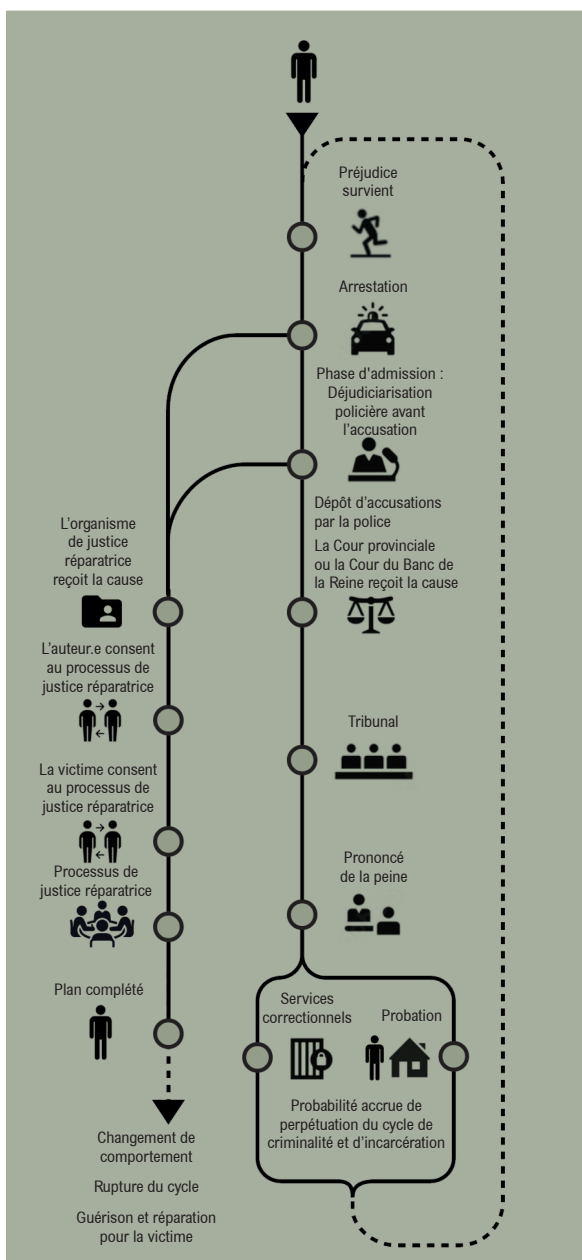 Préjudice
survient
Arrestation
Phase d'admission :
Déjudiciarisation
policière avant
l'accusation
Dépôt d'accusations
par la police
La Cour provinciale
ou la Cour du Banc de
la Reine reçoit la cause
Tribunal
Prononcé
de la peine
Services
correctionnels
Probation
Probabilité accrue de
perpétuation du cycle de
criminalité et d'incarcération
L'organisme
de justice
réparatrice
reçoit la cause
L'auteur.e consent
au processus de
justice réparatrice
La victime consent
au processus de
justice réparatrice
Processus de
justice réparatrice
Plan complété
Changement de
comportement
Rupture du cycle
Guérison et réparation
pour la victime